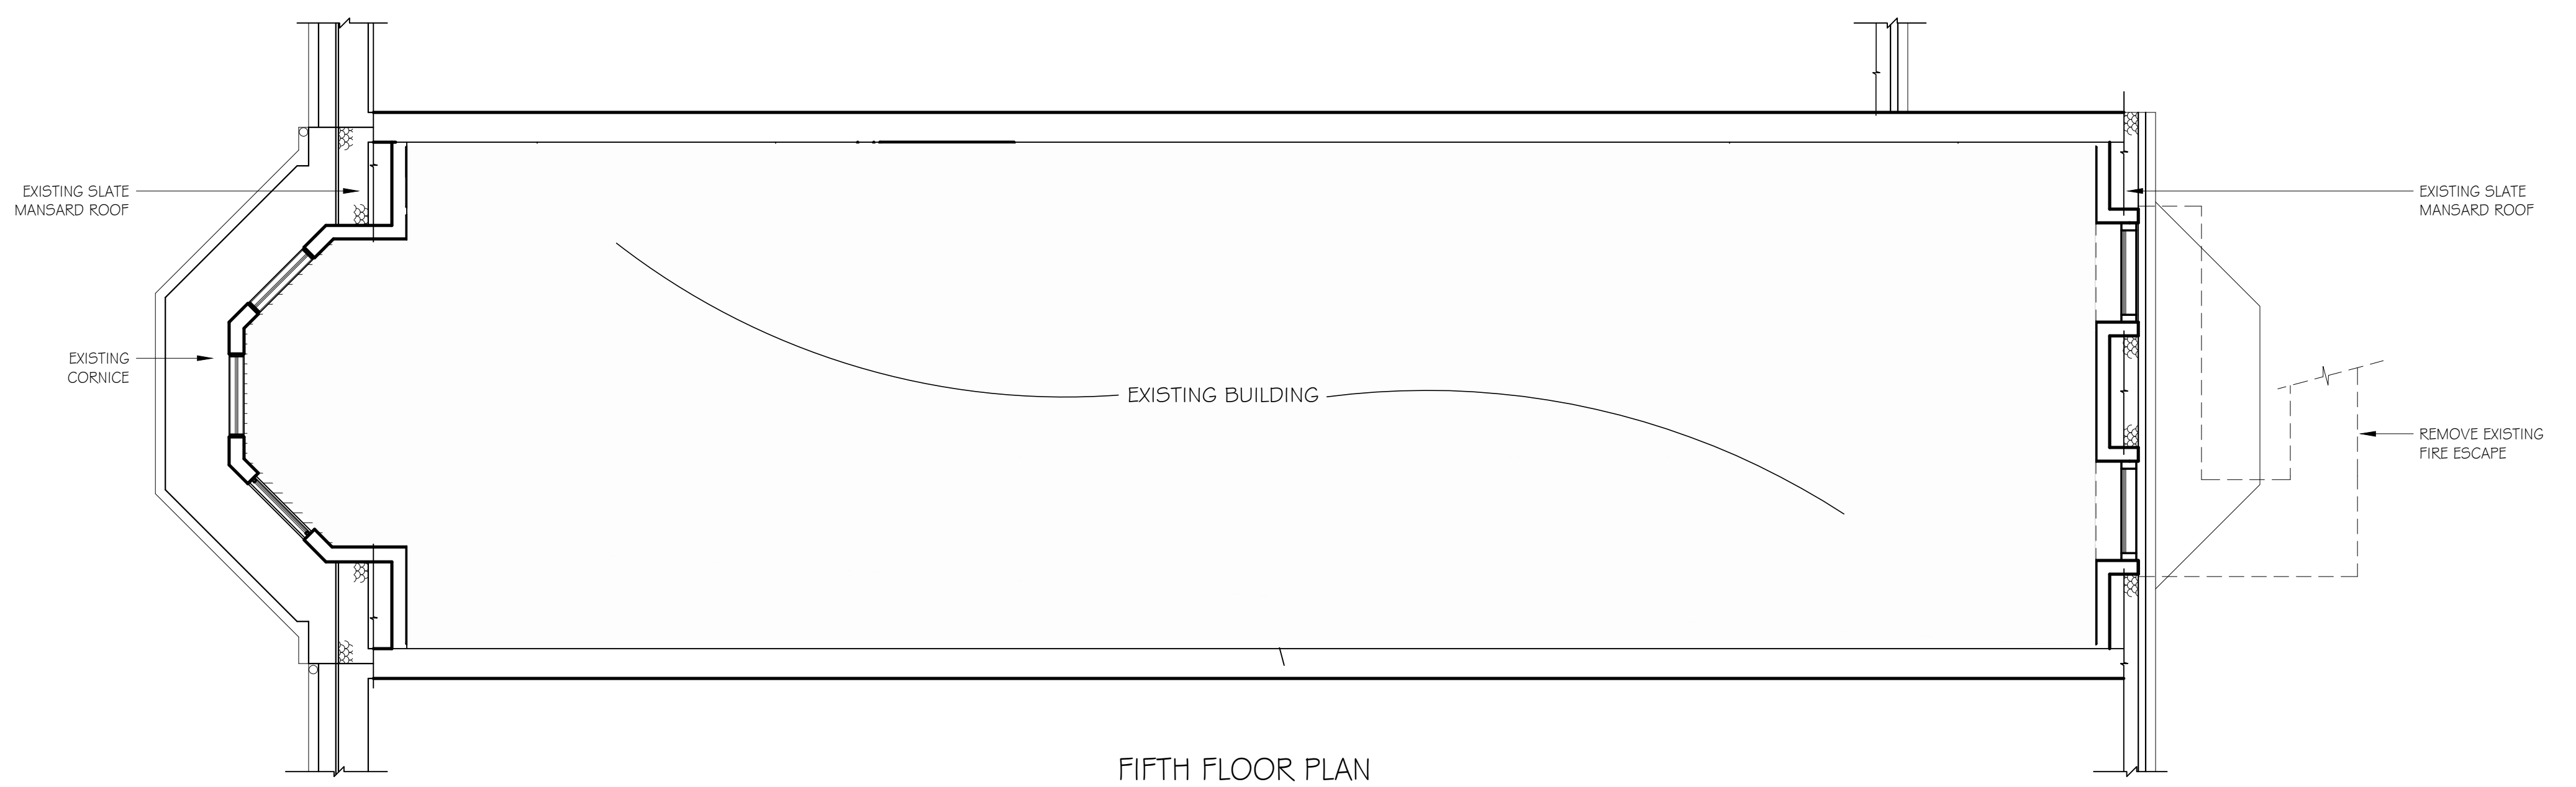 EXISTING SLATE
MANSARD ROOF
EXISTING SLATE
MANSARD ROOF
EXISTING
CORNICE
EXISTING BUILDING
REMOVE EXISTING
FIRE ESCAPE
FIFTH FLOOR PLAN